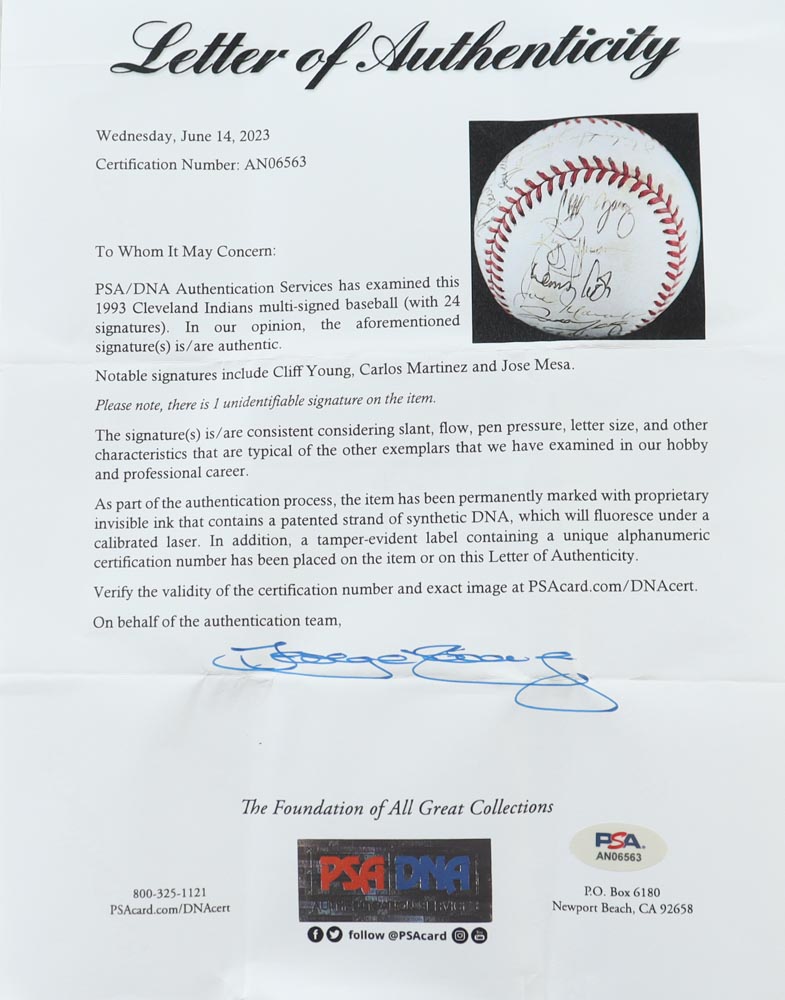 Letter of Authenticity
Wednesday, June 14, 2023
Certification Number: AN06563
Cliff Young
To Whom It May Concern:
PSA/DNA Authentication Services has examined this
1993 Cleveland Indians multi-signed baseball (with 24
signatures). In our opinion, the aforementioned
signature(s) is/are authentic.
Notable signatures include Cliff Young, Carlos Martinez and Jose Mesa.
Please note, there is 1 unidentifiable signature on the item.
The signature(s) is/are consistent considering slant, flow, pen pressure, letter size, and other
characteristics that are typical of the other exemplars that we have examined in our hobby
and professional career.
As part of the authentication process, the item has been permanently marked with proprietary
invisible ink that contains a patented strand of synthetic DNA, which will fluoresce under a
calibrated laser. In addition, a tamper-evident label containing a unique alphanumeric
certification number has been placed on the item or on this Letter of Authenticity.
Verify the validity of the certification number and exact image at PSAcard.com/DNAcert.
On behalf of the authentication team,
The Foundation of All Great Collections
PSA DNA
AUTHENTICATION SERVICES
PSA.
AN06563
800-325-1121
PSAcard.com/DNAcert
P.O. Box 6180
Newport Beach, CA 92658
follow @PSAcard